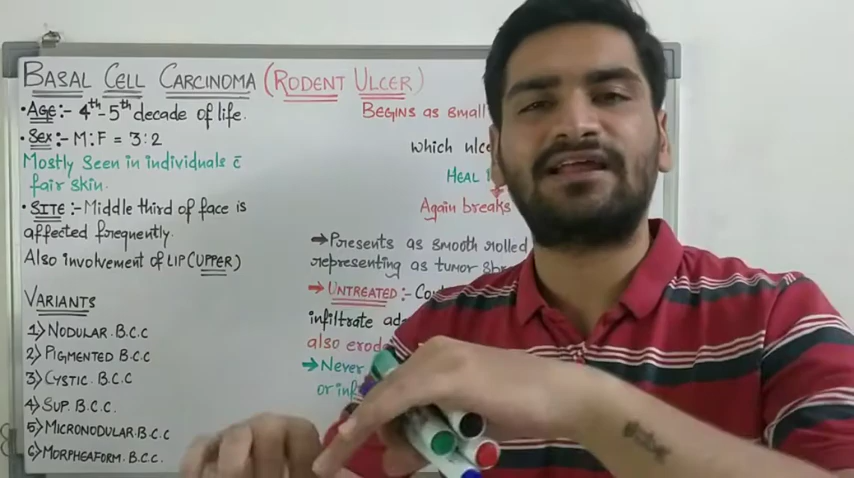 BASAL CELL CARCINOMA (RODENT ULCER)
• AGE:- 4th-5th decade of life.
• Sex:- M:F = 3:2
Mostly seen in individuals c̄
fair skin.
• SITE:- Middle third of face is
affected frequently.
Also involvement of LIP (UPPER)
VARIANTS
1) NODULAR. B.C.C
2) PIGMENTED B.C.C
3) CYSTIC. B.C.C
4) SUP. B.C.C.
5) MICRONODULAR. B.C.C
6) MORPHEAFORM. B.C.C.
BEGINS as small
which
HEAL
Again breaks
→ Presents as smooth rolled
representing as tumor
→ UNTREATED:-
infiltrate
also
→ Never
or